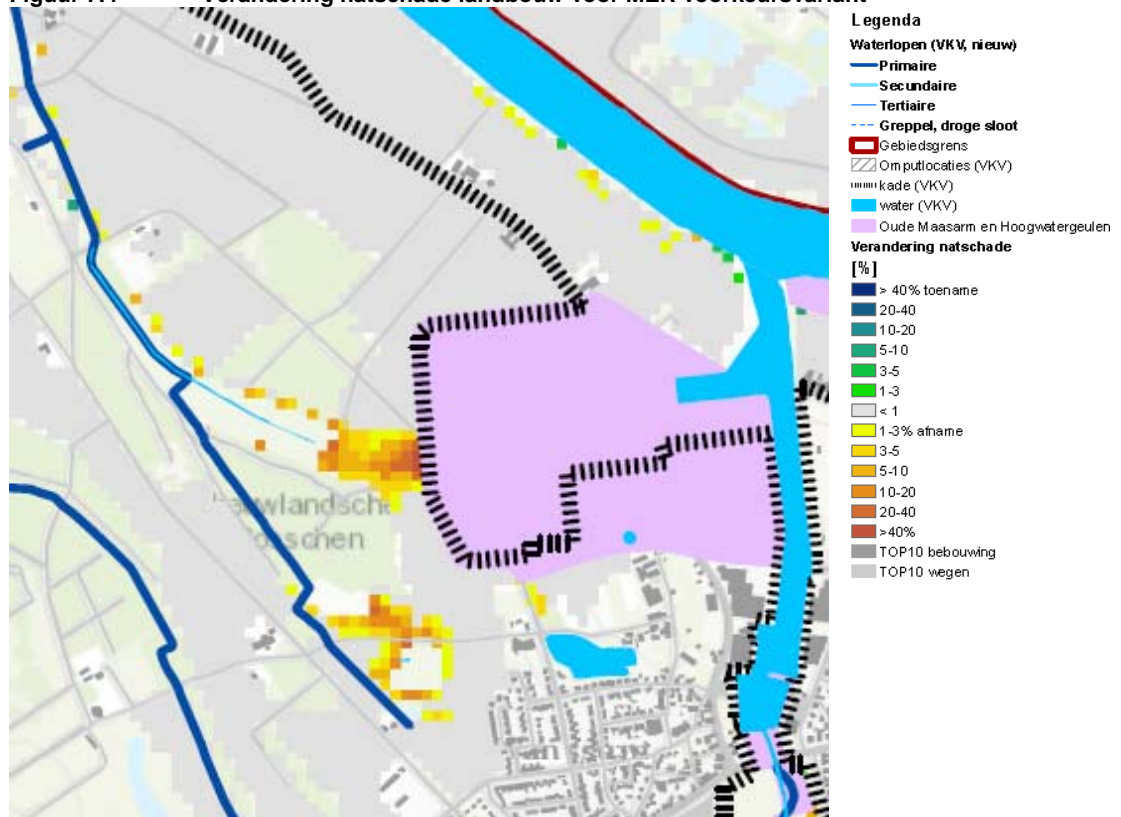 Legenda
Waterlopen (VKV, nieuw)
Primaire
Secundaire
Tertiaire
Greppel, droge sloot
Gebiedsgrens
Omputlocaties (VKV)
kade (VKV)
water (VKV)
Oude Maasarm en Hoogwatergeulen
Verandering natschade
[%]
> 40% toename
20-40
10-20
5-10
3-5
1-3
< 1
1-3% afname
3-5
5-10
10-20
20-40
>40%
TOP10 bebouwing
TOP10 wegen